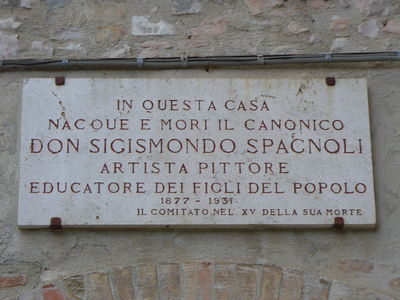 IN QUESTA CASA
NACQUE E MORI IL CANONICO
DON SIGISMONDO SPAGNOLI
ARTISTA PITTORE
EDUCATORE DEI FIGLI DEL POPOLO
1877 - 1931
IL COMITATO NEL XV DELLA SUA MORTE